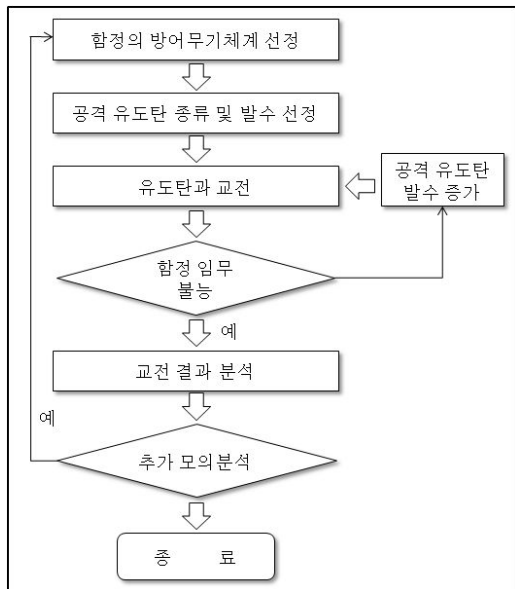 함정의 방어무기체계 선정
공격 유도탄 종류 및 발수 선정
유도탄과 교전
공격 유도탄
발수 증가
함정 임무
불능
예
교전 결과 분석
예
추가 모의분석
종 료